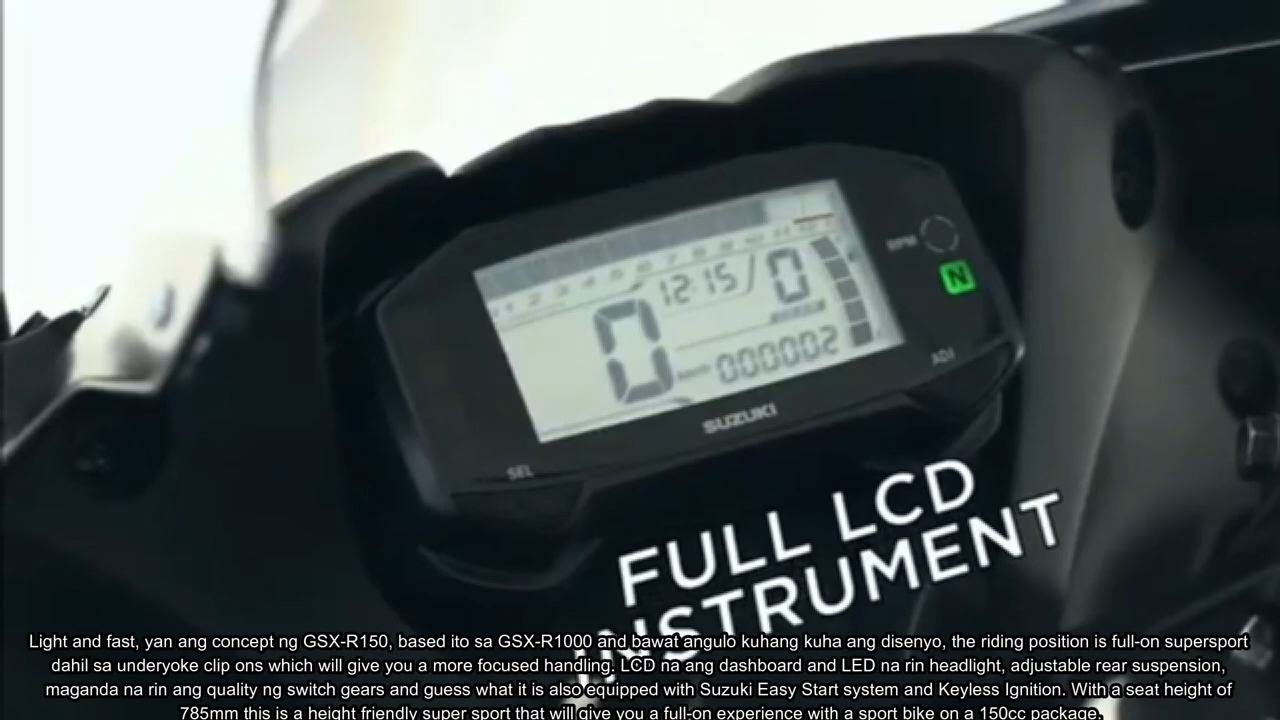 12:15 / 0
RPM
N
0
km/h 000002
ADJ
SUZUKI
SEL
FULL LCD
INSTRUMENT
Light and fast, yan ang concept ng GSX-R150, based ito sa GSX-R1000 and bawat angulo kuhang kuha ang disenyo, the riding position is full-on supersport
dahil sa underyoke clip ons which will give you a more focused handling. LCD na ang dashboard and LED na rin headlight, adjustable rear suspension,
maganda na rin ang quality ng switch gears and guess what it is also equipped with Suzuki Easy Start system and Keyless Ignition. With a seat height of
785mm this is a height friendly super sport that will give you a full-on experience with a sport bike on a 150cc package.